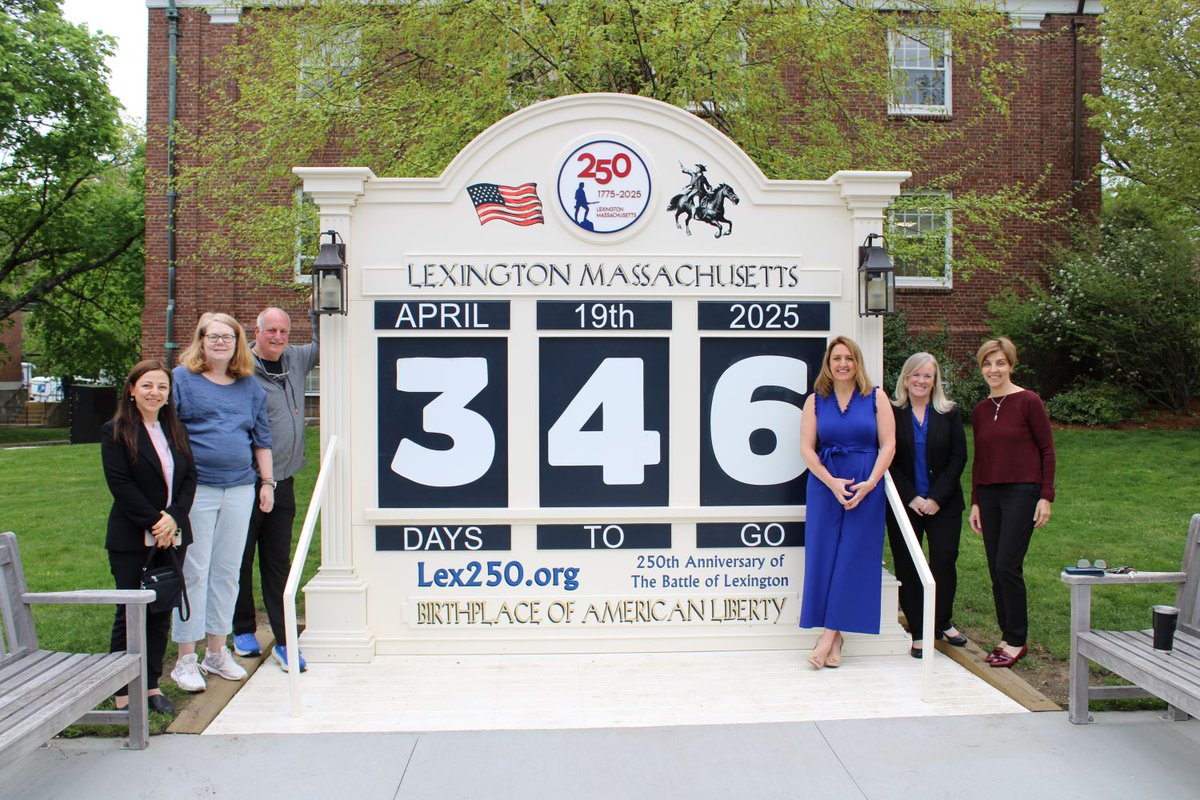 250
1775-2025
LEXINGTON
MASSACHUSETTS
LEXINGTON MASSACHUSETTS
APRIL 19th 2025
346
DAYS TO GO
Lex250.org
250th Anniversary of
The Battle of Lexington
BIRTHPLACE OF AMERICAN LIBERTY